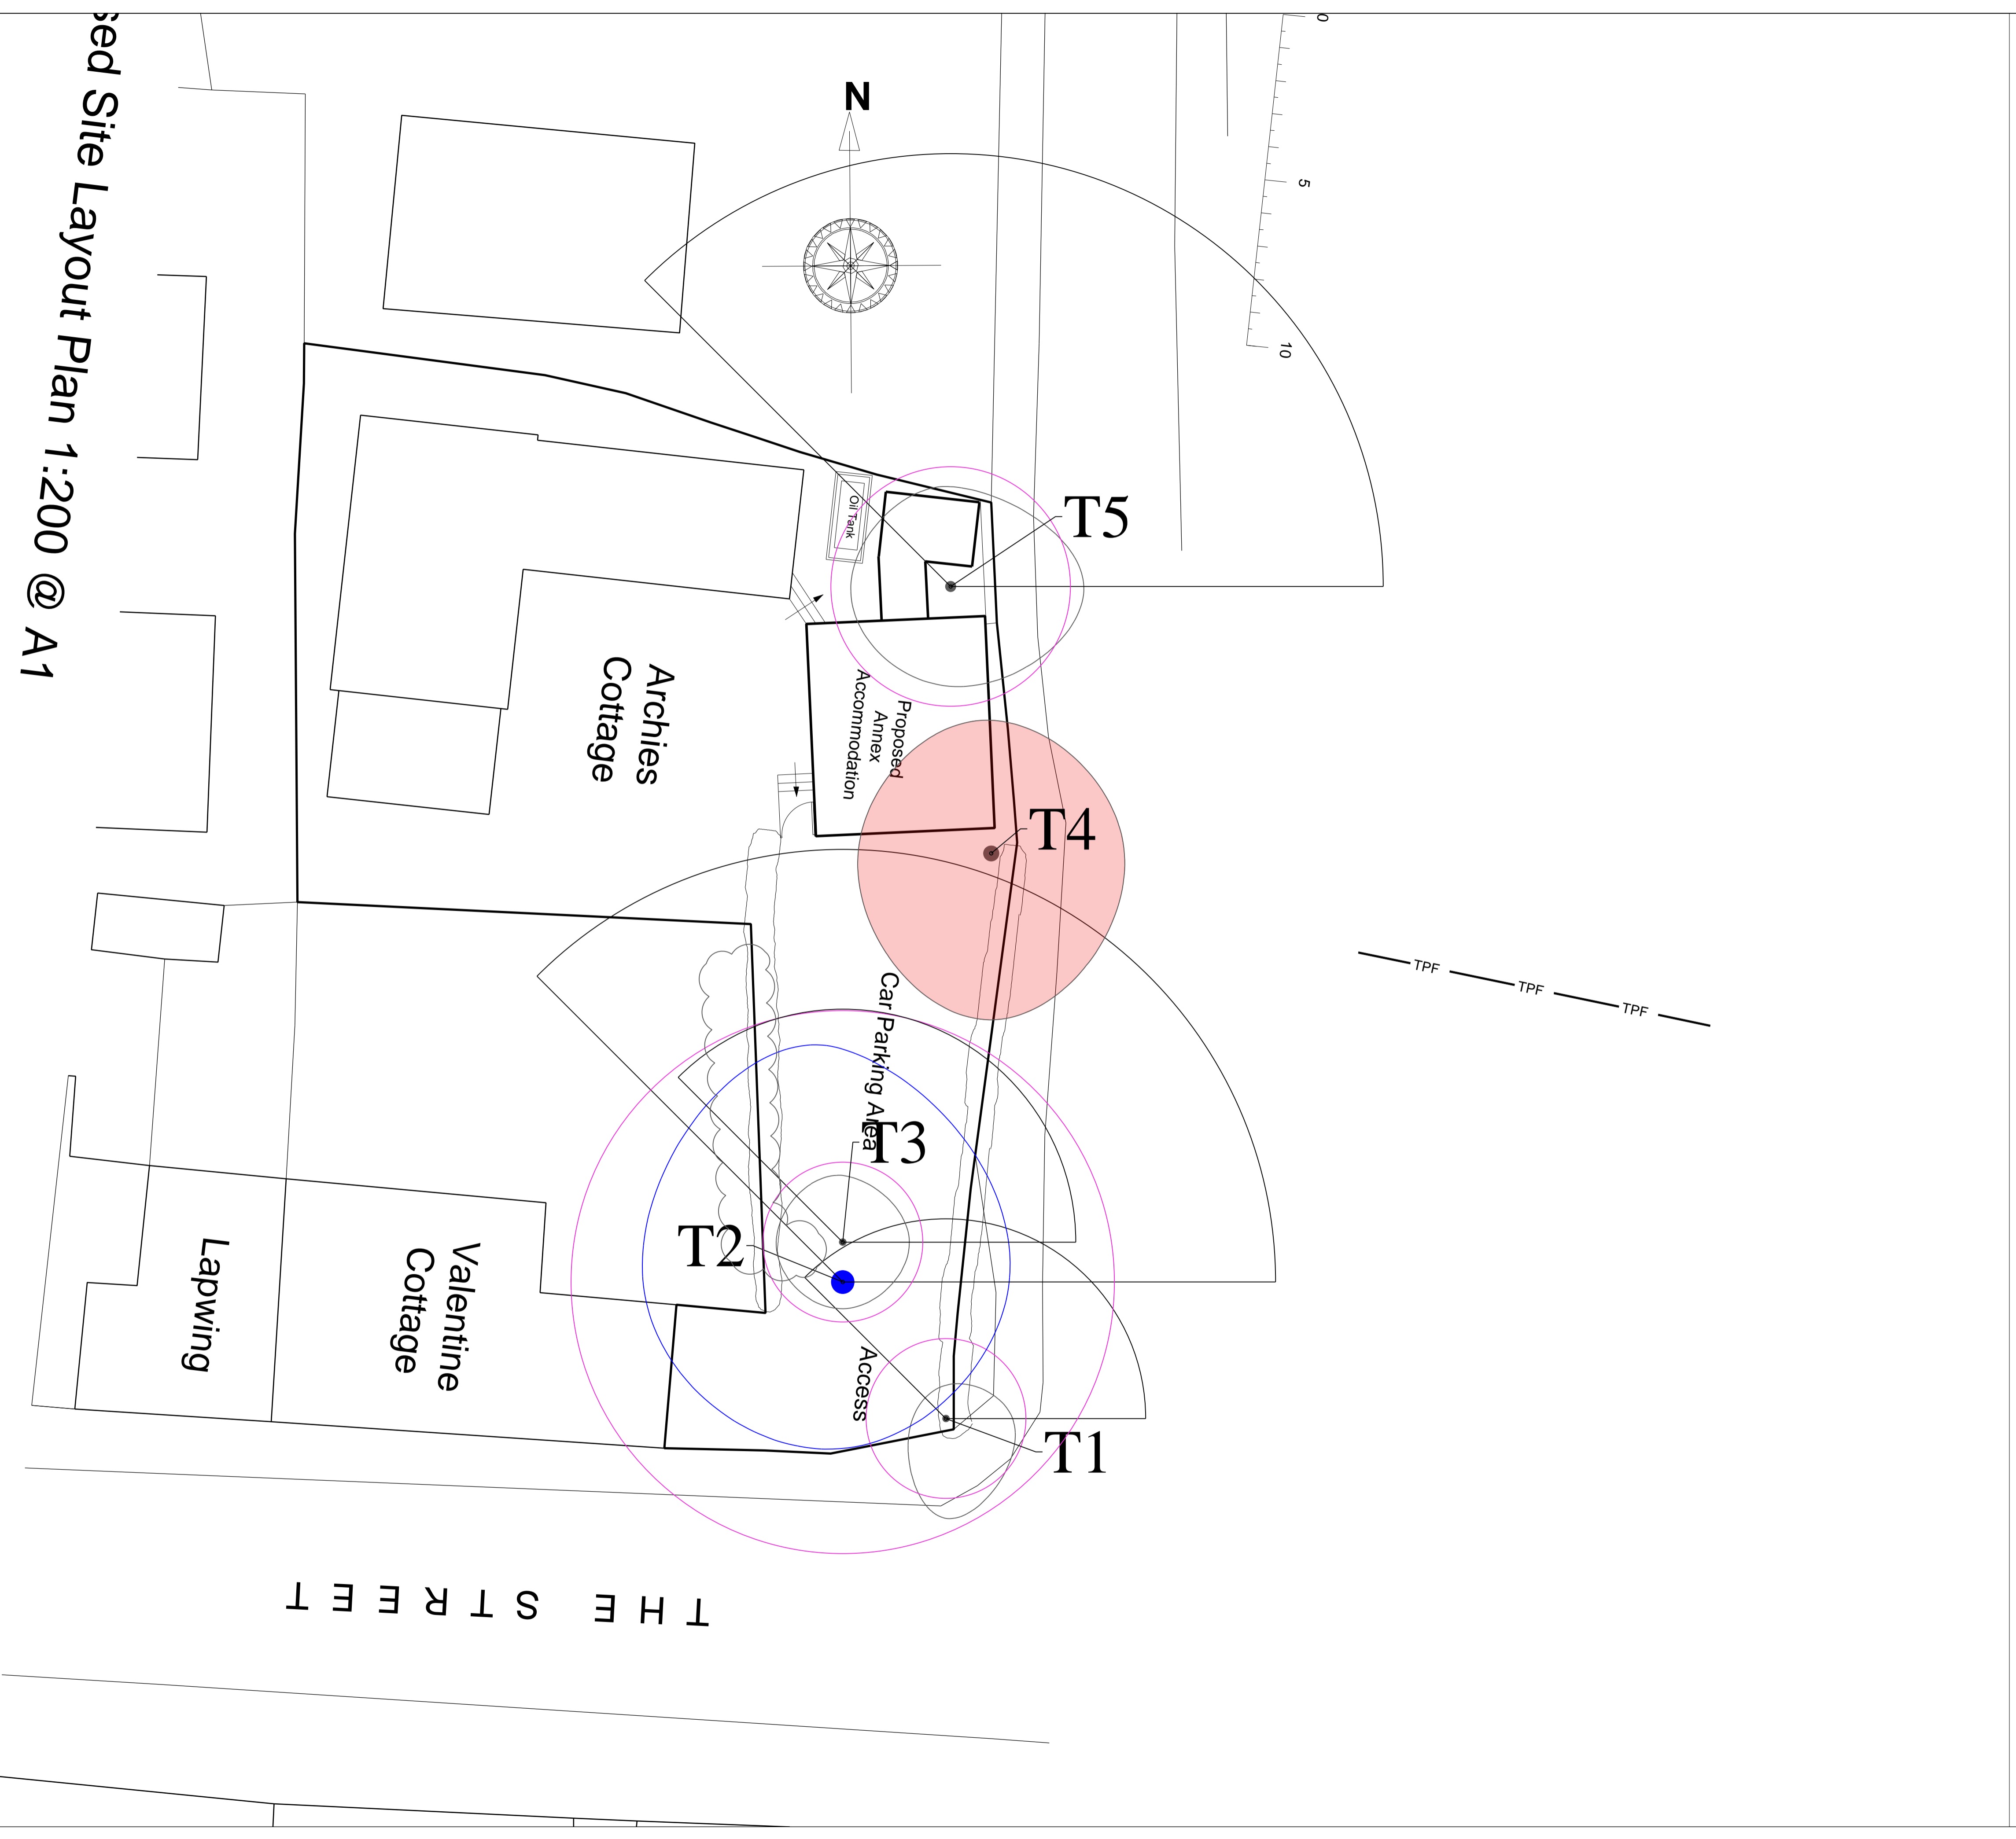 sed Site Layout Plan 1:200 @ A1
N
0
5
10
T5
Oil Tank
Archies
Cottage
Proposed
Annex
Accommodation
T4
TPF
TPF
TPF
Car Parking Area
T3
T2
Lapwing
Valentine
Cottage
Access
T1
THE STREET